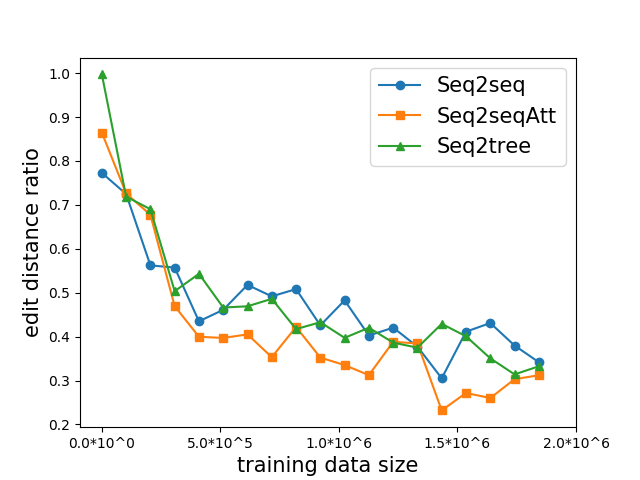 Seq2seq
Seq2seqAtt
Seq2tree
edit distance ratio
1.0
0.9
0.8
0.7
0.6
0.5
0.4
0.3
0.2
0.0*10^0 5.0*10^5 1.0*10^6 1.5*10^6 2.0*10^6
training data size